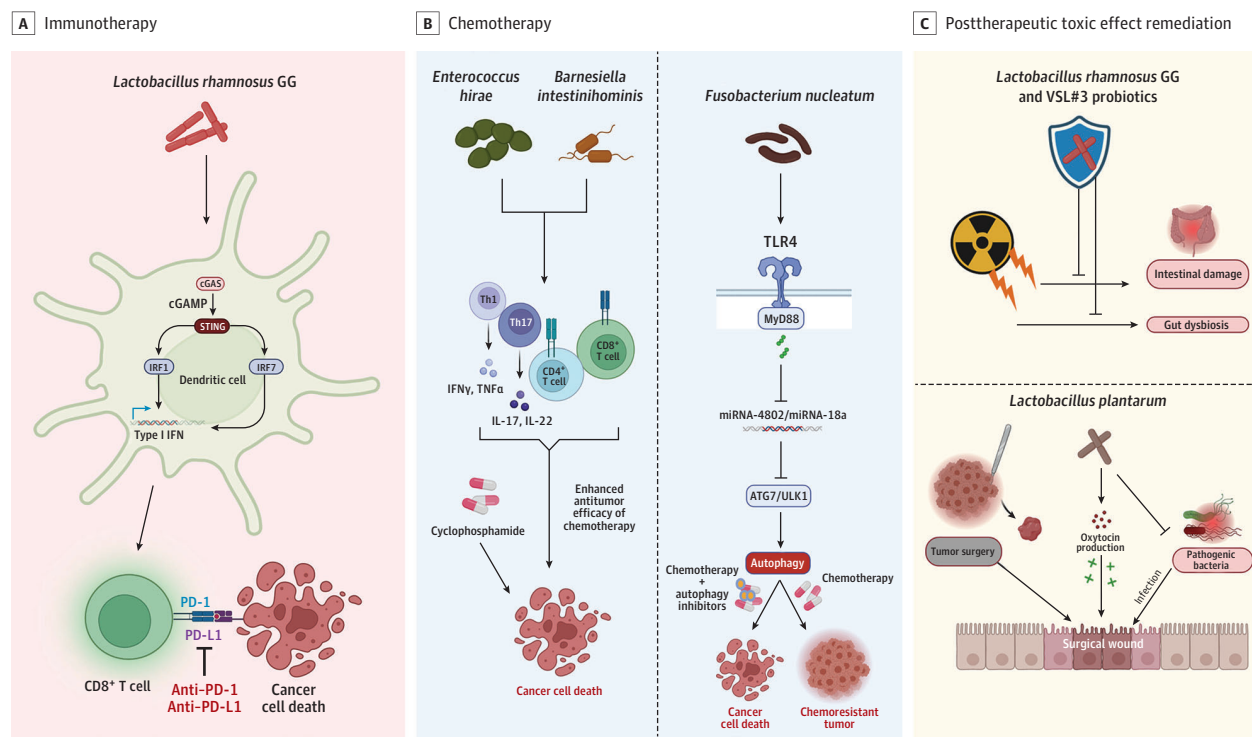 A Immunotherapy
Lactobacillus rhamnosus GG
cGAS
cGAMP
STING
IRF1
IRF7
Dendritic cell
Type I IFN
PD-1
PD-L1
CD8+ T cell
Anti-PD-1
Anti-PD-L1
Cancer
cell death
B Chemotherapy
Enterococcus
hirae
Barnesiella
intestinihominis
Th1
Th17
CD4+
T cell
CD8+
T cell
IFNγ, TNFα
IL-17, IL-22
Cyclophosphamide
Enhanced
antitumor
efficacy of
chemotherapy
Cancer cell death
Fusobacterium nucleatum
TLR4
MyD88
miRNA-4802/miRNA-18a
ATG7/ULK1
Autophagy
Chemotherapy
+
autophagy
inhibitors
Chemotherapy
Cancer
cell death
Chemoresistant
tumor
C Posttherapeutic toxic effect remediation
Lactobacillus rhamnosus GG
and VSL#3 probiotics
Intestinal damage
Gut dysbiosis
Lactobacillus plantarum
Tumor surgery
Oxytocin
production
Pathogenic
bacteria
Infection
Surgical wound